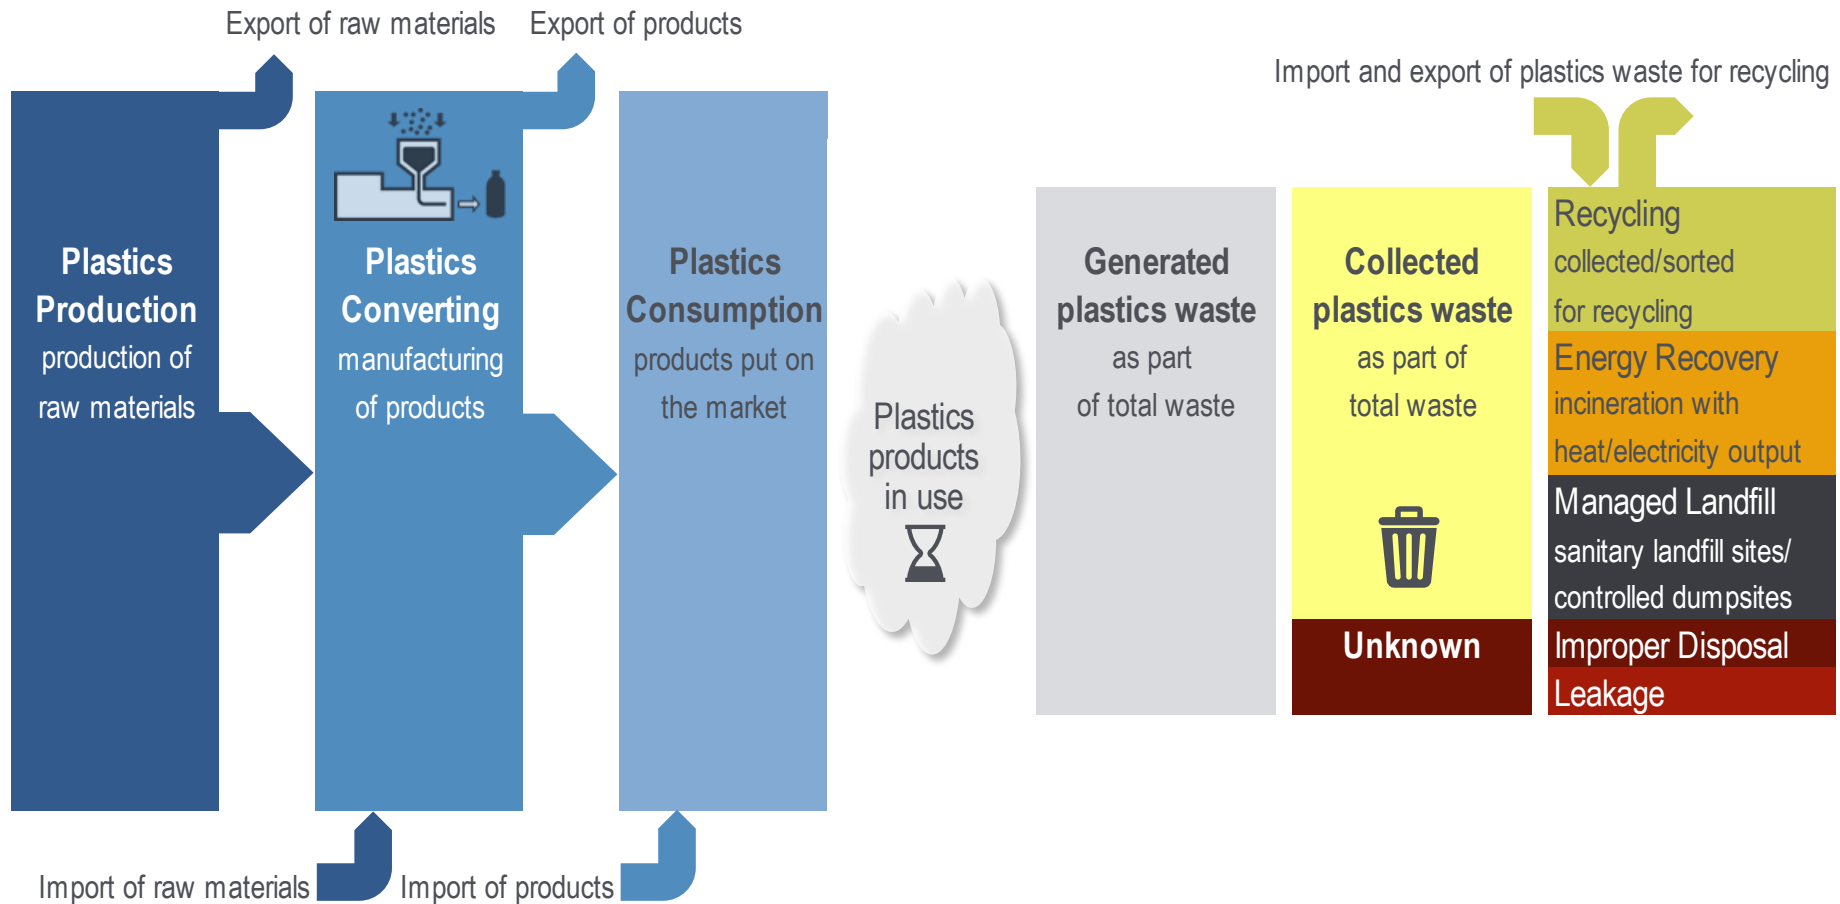 Export of raw materials
Export of products
Import and export of plastics waste for recycling
Plastics
Production
production of
raw materials
Plastics
Converting
manufacturing
of products
Plastics
Consumption
products put on
the market
Plastics
products
in use
Generated
plastics waste
as part
of total waste
Collected
plastics waste
as part of
total waste
Unknown
Recycling
collected/sorted
for recycling
Energy Recovery
incineration with
heat/electricity output
Managed Landfill
sanitary landfill sites/
controlled dumpsites
Improper Disposal
Leakage
Import of raw materials
Import of products